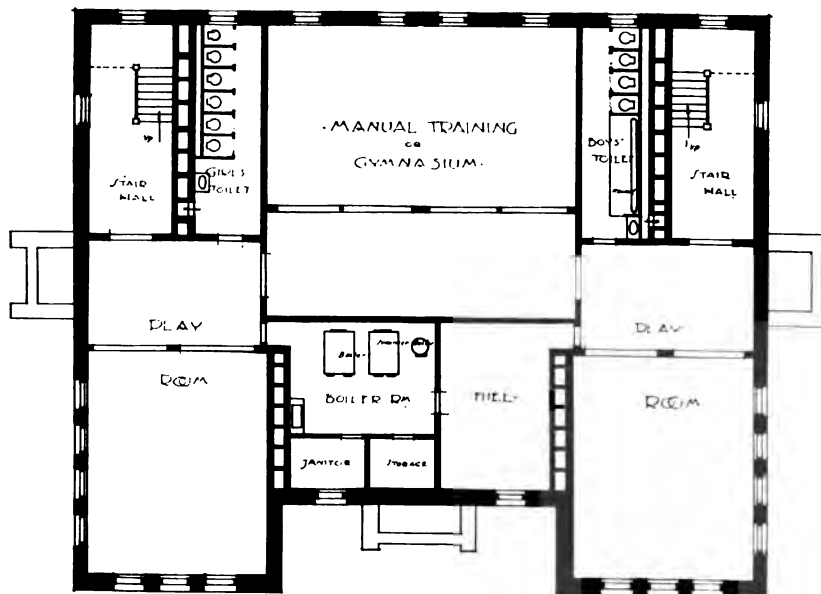 MANUAL TRAINING
OR
GYMNASIUM
UP
STAIR
HALL
GIRLS
TOILET
BOYS'
TOILET
UP
STAIR
HALL
PLAY
ROOM
PLAY
ROOM
BOILER RM
FUEL
JANITOR
STORAGE